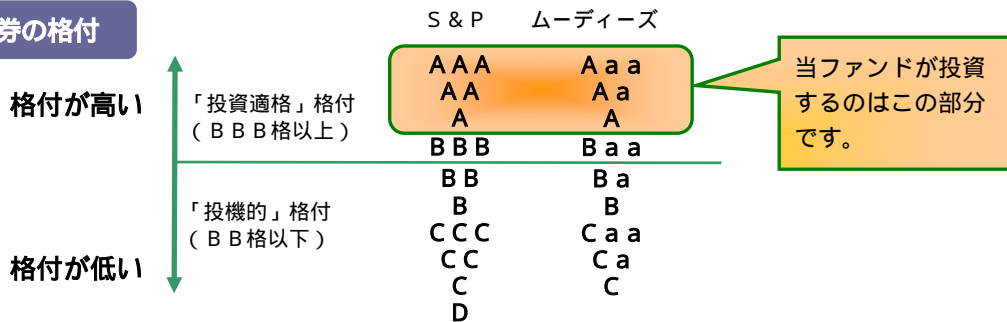 券の格付
S&P ムーディーズ
AAA Aaa
AA Aa
A A
BBB Baa
BB Ba
B B
CCC Caa
CC Ca
C C
D
格付が高い
「投資適格」格付
(BBB格以上)
「投機的」格付
(BB格以下)
格付が低い
当ファンドが投資
するのはこの部分
です。